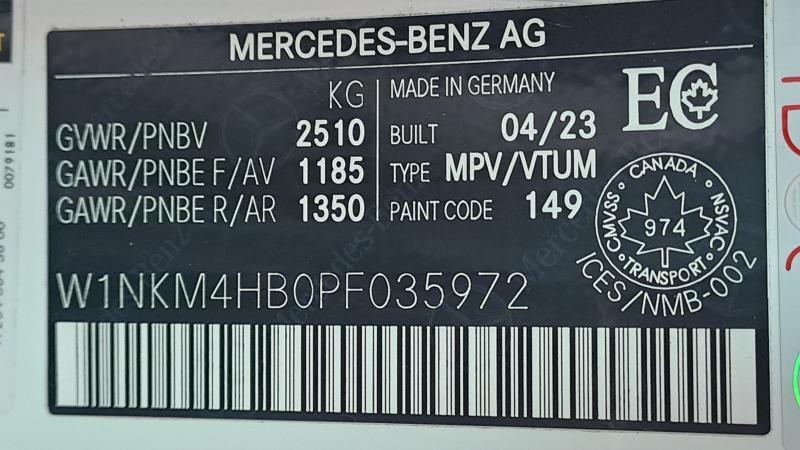 MERCEDES-BENZ AG
KG
GVWR/PNBV 2510
GAWR/PNBE F/AV 1185
GAWR/PNBE R/AR 1350
MADE IN GERMANY
BUILT 04/23
TYPE MPV/VTUM
PAINT CODE 149
EC
CANADA
CMVSS 974 NSVAC
TRANSPORT
ICES/NMB-002
W1NKM4HB0PF035972
0079181